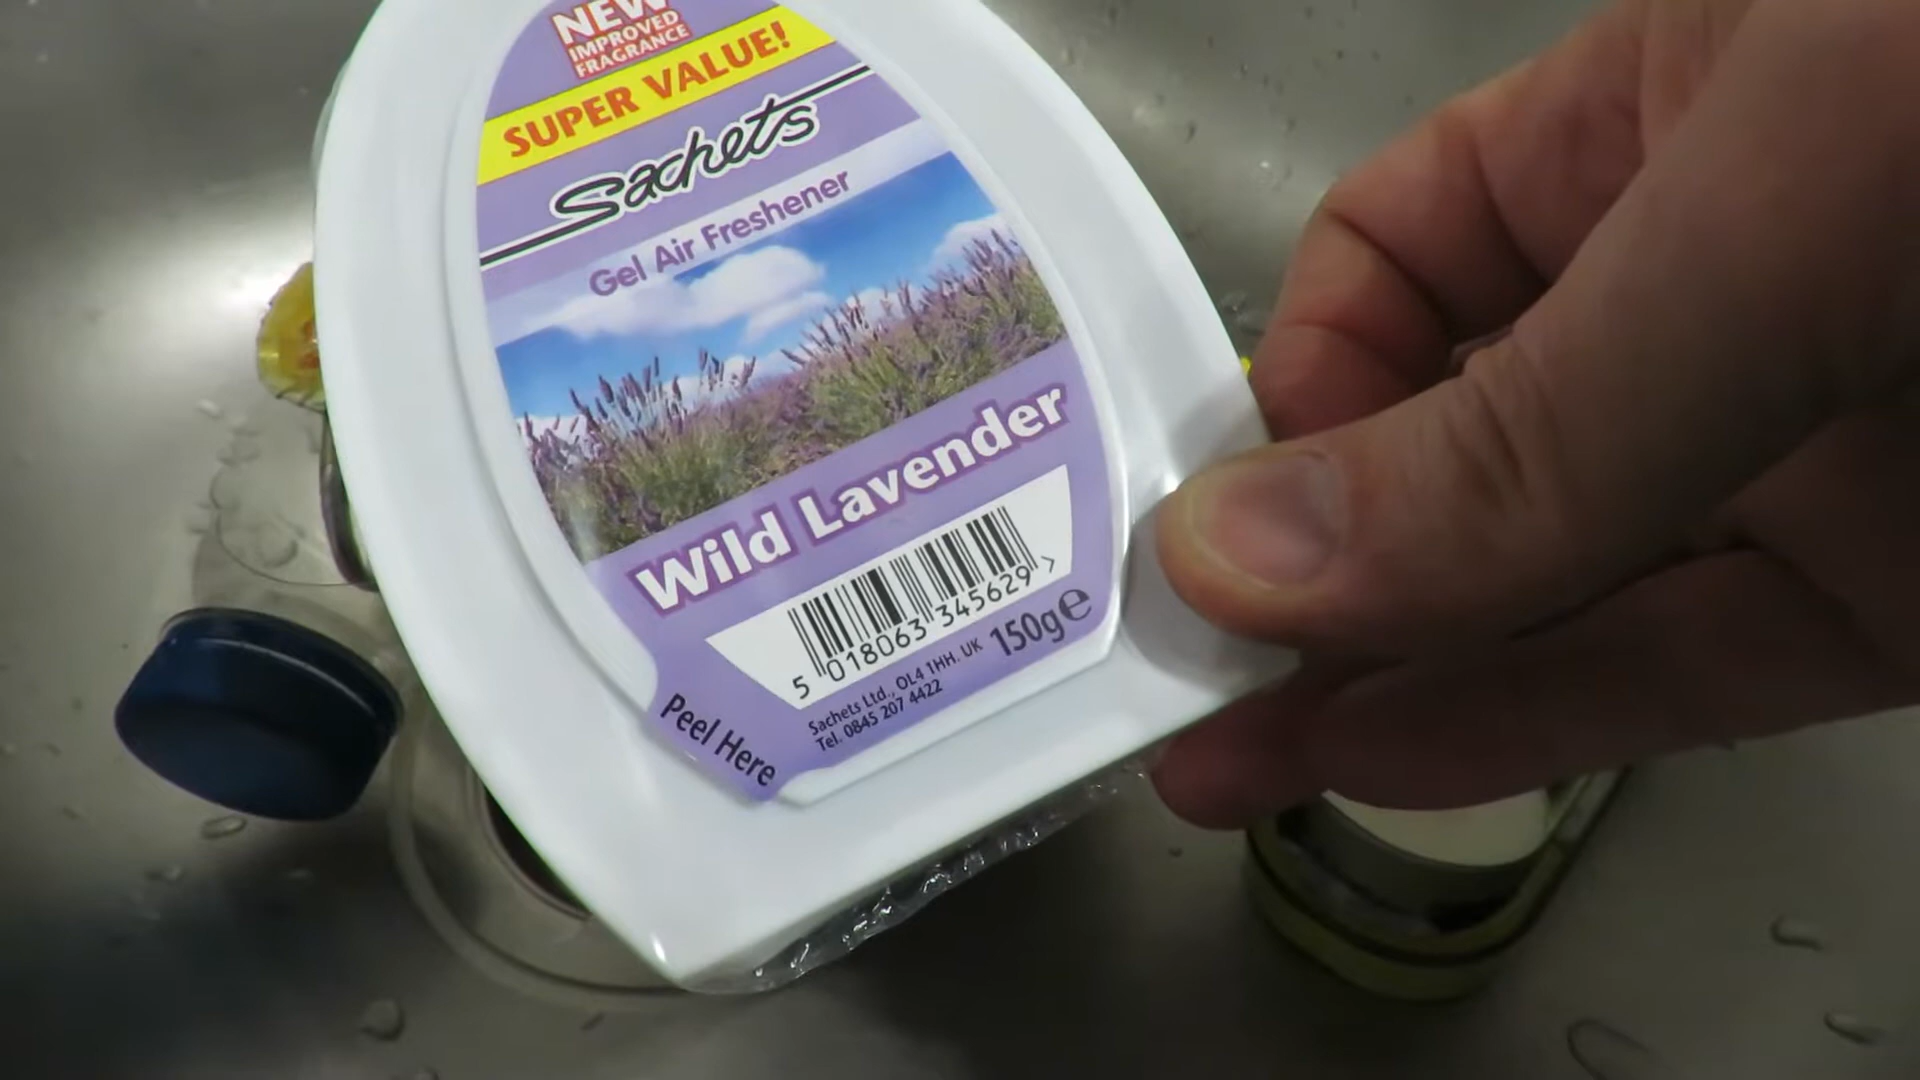 NEW
IMPROVED
FRAGRANCE
SUPER VALUE!
Sachets
Gel Air Freshener
Wild Lavender
5 018063 345629 >
150g e
Sachets Ltd., OL4 1HH. UK
Tel. 0845 207 4422
Peel Here